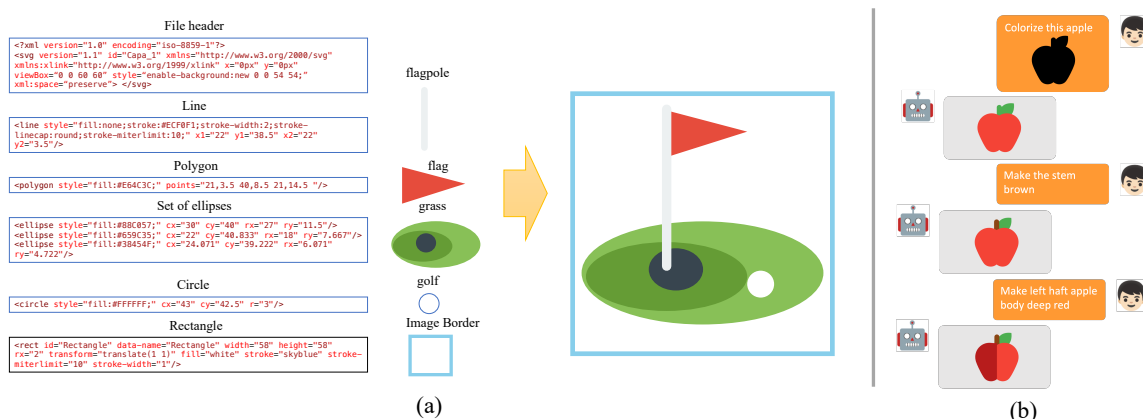 File header
<?xml version="1.0" encoding="iso-8859-1"?>
<svg version="1.1" id="Capa_1" xmlns="http://www.w3.org/2000/svg"
xmlns:xlink="http://www.w3.org/1999/xlink" x="0px" y="0px"
viewBox="0 0 60 60" style="enable-background:new 0 0 54 54;"
xml:space="preserve"> </svg>
Line
<line style="fill:none;stroke:#ECF0F1;stroke-width:2;stroke-
linecap:round;stroke-miterlimit:10;" x1="22" y1="38.5" x2="22"
y2="3.5"/>
Polygon
<polygon style="fill:#E64C3C;" points="21,3.5 40,8.5 21,14.5 "/>
Set of ellipses
<ellipse style="fill:#88C057;" cx="30" cy="40" rx="27" ry="11.5"/>
<ellipse style="fill:#659C35;" cx="22" cy="40.833" rx="18" ry="7.667"/>
<ellipse style="fill:#38454F;" cx="24.071" cy="39.222" rx="6.071"
ry="4.722"/>
Circle
<circle style="fill:#FFFFFF;" cx="43" cy="42.5" r="3"/>
Rectangle
<rect id="Rectangle" data-name="Rectangle" width="58" height="58"
rx="2" transform="translate(1 1)" fill="white" stroke="skyblue" stroke-
miterlimit="10" stroke-width="1"/>
flagpole
flag
grass
golf
Image Border
(a)
Colorize this apple
Make the stem
brown
Make left haft apple
body deep red
(b)